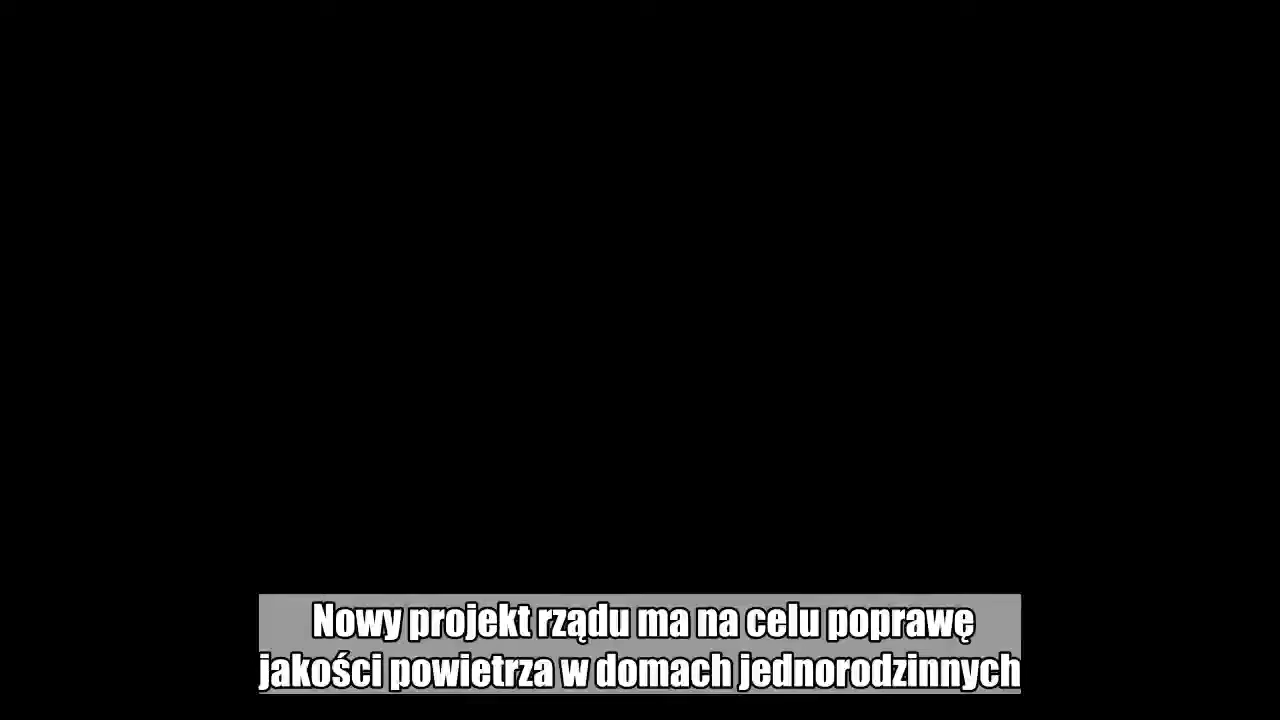 Nowy projekt rządu ma na celu poprawę
jakości powietrza w domach jednorodzinnych